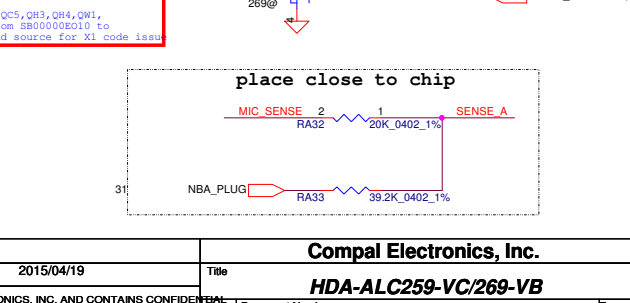 QC5,QH3,QH4,QW1,
om SB00000EO10 to
d source for X1 code issue
269@
4
place close to chip
MIC_SENSE 2 1 SENSE_A
RA32 20K_0402_1%
31 NBA_PLUG
RA33 39.2K_0402_1%
Compal Electronics, Inc.
2015/04/19 Title
HDA-ALC259-VC/269-VB
ONICS, INC. AND CONTAINS CONFIDENTIAL